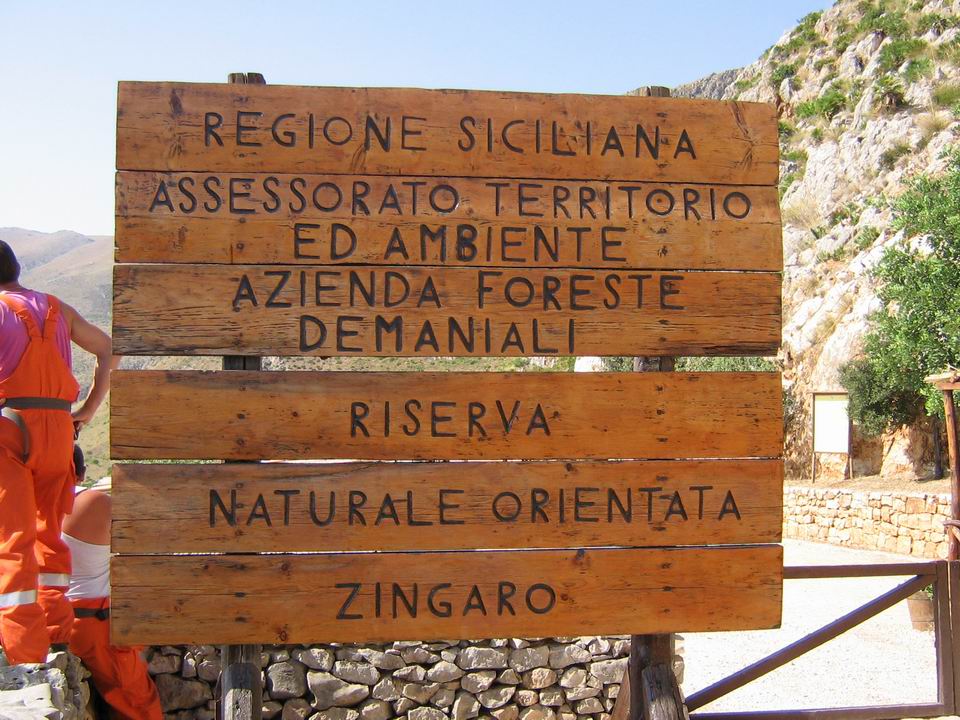 REGIONE SICILIANA
ASSESSORATO TERRITORIO
ED AMBIENTE
AZIENDA FORESTE
DEMANIALI
RISERVA
NATURALE ORIENTATA
ZINGARO